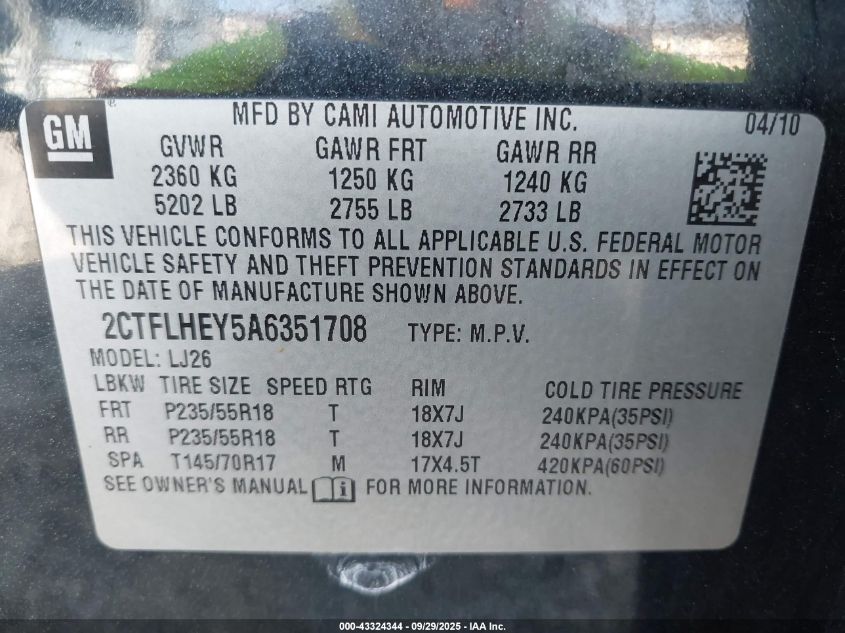 GM
MFD BY CAMI AUTOMOTIVE INC. 04/10
GVWR GAWR FRT GAWR RR
2360 KG 1250 KG 1240 KG
5202 LB 2755 LB 2733 LB
THIS VEHICLE CONFORMS TO ALL APPLICABLE U.S. FEDERAL MOTOR
VEHICLE SAFETY AND THEFT PREVENTION STANDARDS IN EFFECT ON
THE DATE OF MANUFACTURE SHOWN ABOVE.
2CTFLHEY5A6351708 TYPE: M.P.V.
MODEL: LJ26
LBKW TIRE SIZE SPEED RTG RIM COLD TIRE PRESSURE
FRT P235/55R18 T 18X7J 240KPA(35PSI)
RR P235/55R18 T 18X7J 240KPA(35PSI)
SPA T145/70R17 M 17X4.5T 420KPA(60PSI)
SEE OWNER'S MANUAL i FOR MORE INFORMATION.
000-43324344 // 09/29/2025 - IAA Inc.